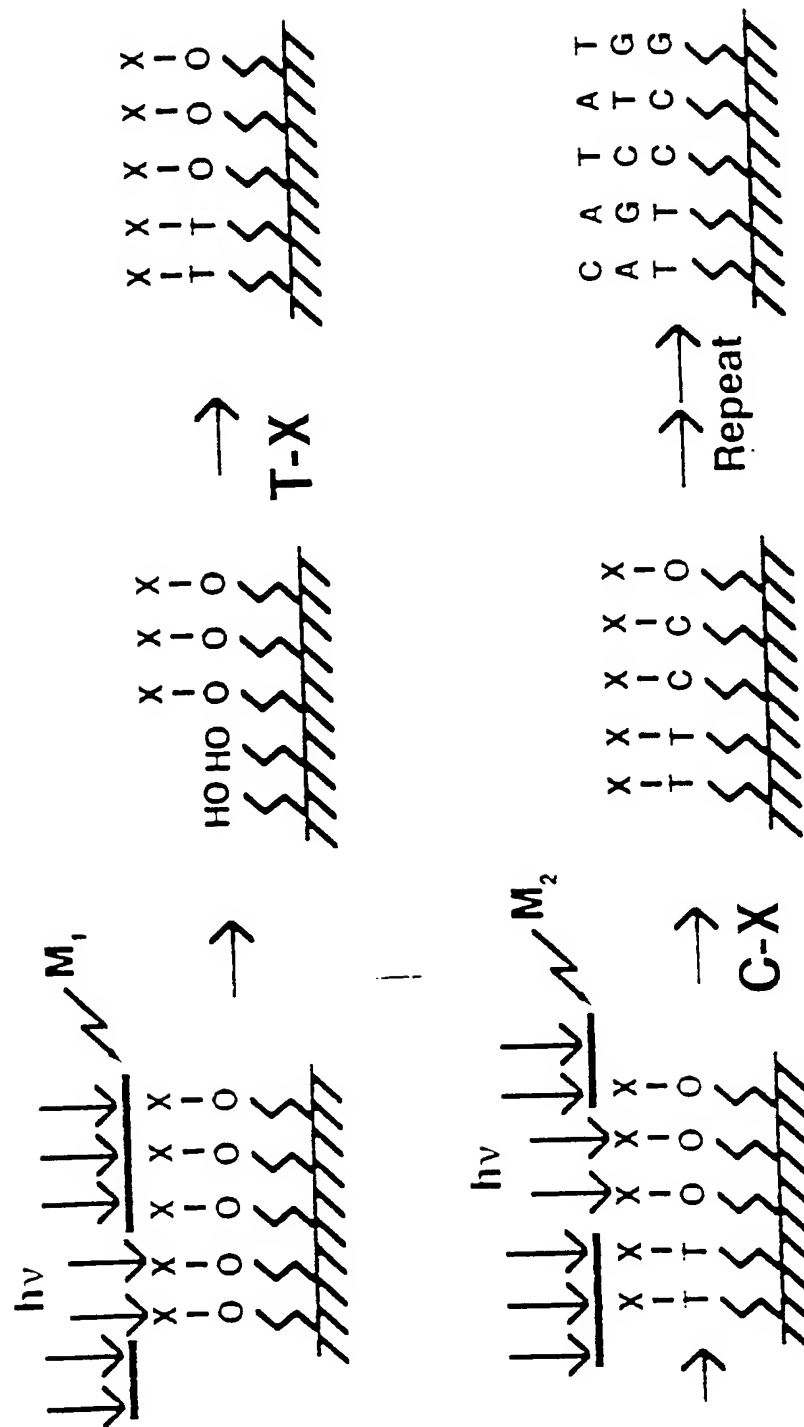 hν
M₁
X X X X X
O O O O O
X X X
HO HO O O O
T-X
X X X X X
T T O O O
hν
M₂
X X X X X
T T O O O
C-X
X X X X X
T T C C O
Repeat
C A T A T
A G C T G
T T C C G